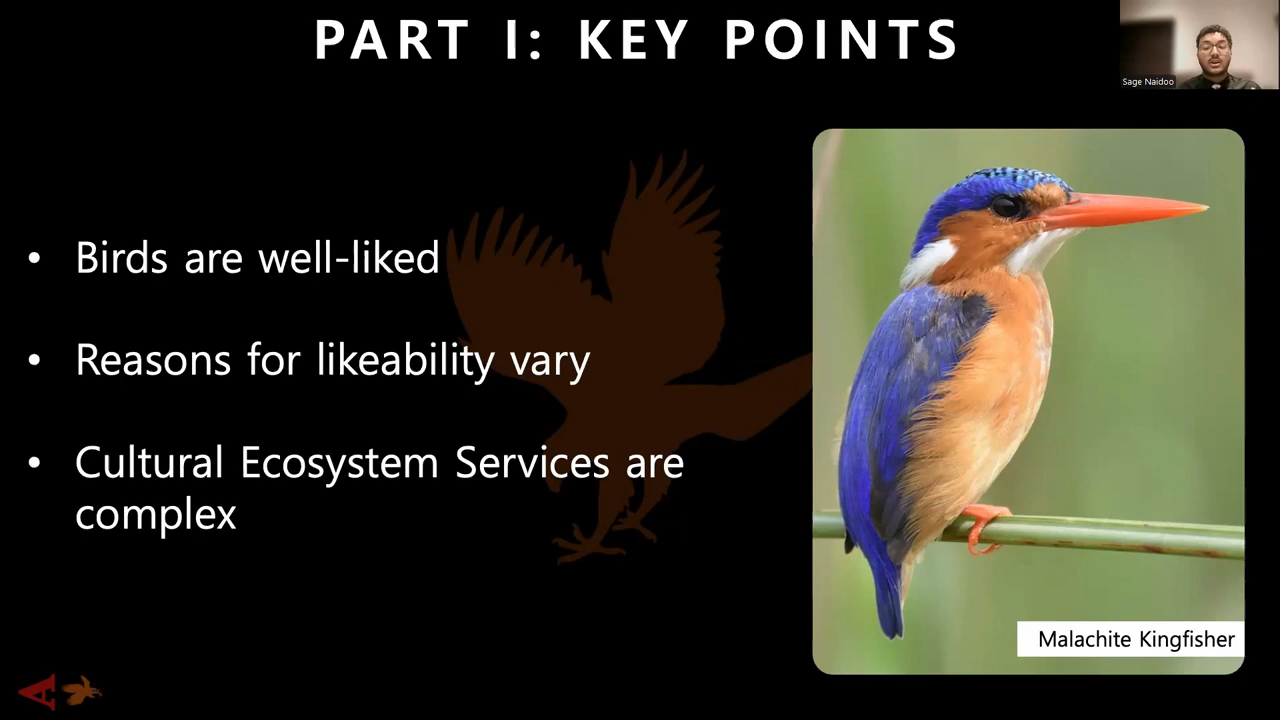 PART I: KEY POINTS
Sage Naidoo
• Birds are well-liked
• Reasons for likeability vary
• Cultural Ecosystem Services are
complex
Malachite Kingfisher